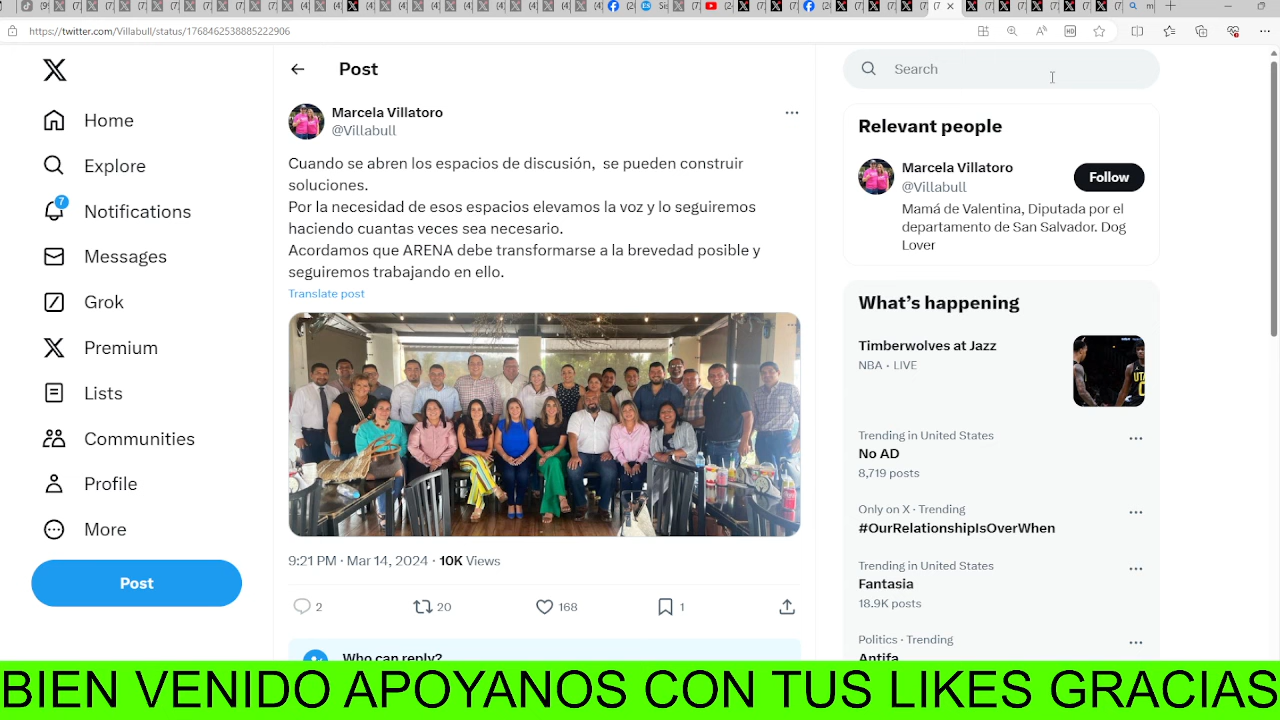 https://twitter.com/Villabull/status/1768462538885222906
Home
Explore
7
Notifications
Messages
Grok
Premium
Lists
Communities
Profile
More
Post
Post
Marcela Villatoro
@Villabull
Cuando se abren los espacios de discusión, se pueden construir
soluciones.
Por la necesidad de esos espacios elevamos la voz y lo seguiremos
haciendo cuantas veces sea necesario.
Acordamos que ARENA debe transformarse a la brevedad posible y
seguiremos trabajando en ello.
Translate post
9:21 PM · Mar 14, 2024 · 10K Views
2
20
168
1
Who can reply?
Search
Relevant people
Marcela Villatoro
@Villabull
Follow
Mamá de Valentina, Diputada por el
departamento de San Salvador. Dog
Lover
What's happening
Timberwolves at Jazz
NBA · LIVE
Trending in United States
No AD
8,719 posts
Only on X · Trending
#OurRelationshipIsOverWhen
Trending in United States
Fantasia
18.9K posts
Politics · Trending
Antifa
BIEN VENIDO APOYANOS CON TUS LIKES GRACIAS